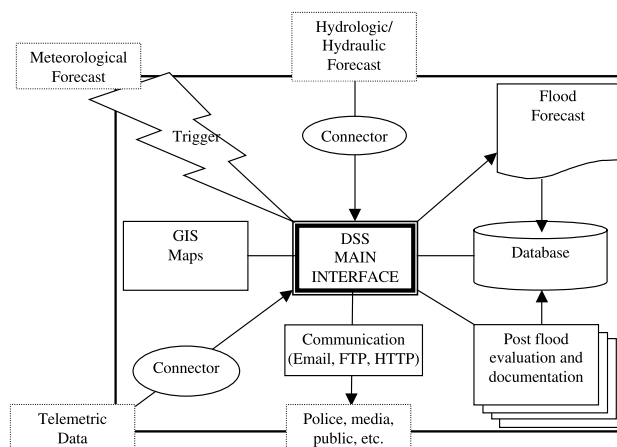 Hydrologic/
Hydraulic
Forecast
Meteorological
Forecast
Flood
Forecast
Trigger
Connector
GIS
Maps
DSS
MAIN
INTERFACE
Database
Communication
(Email, FTP, HTTP)
Post flood
evaluation and
documentation
Connector
Telemetric
Data
Police, media,
public, etc.